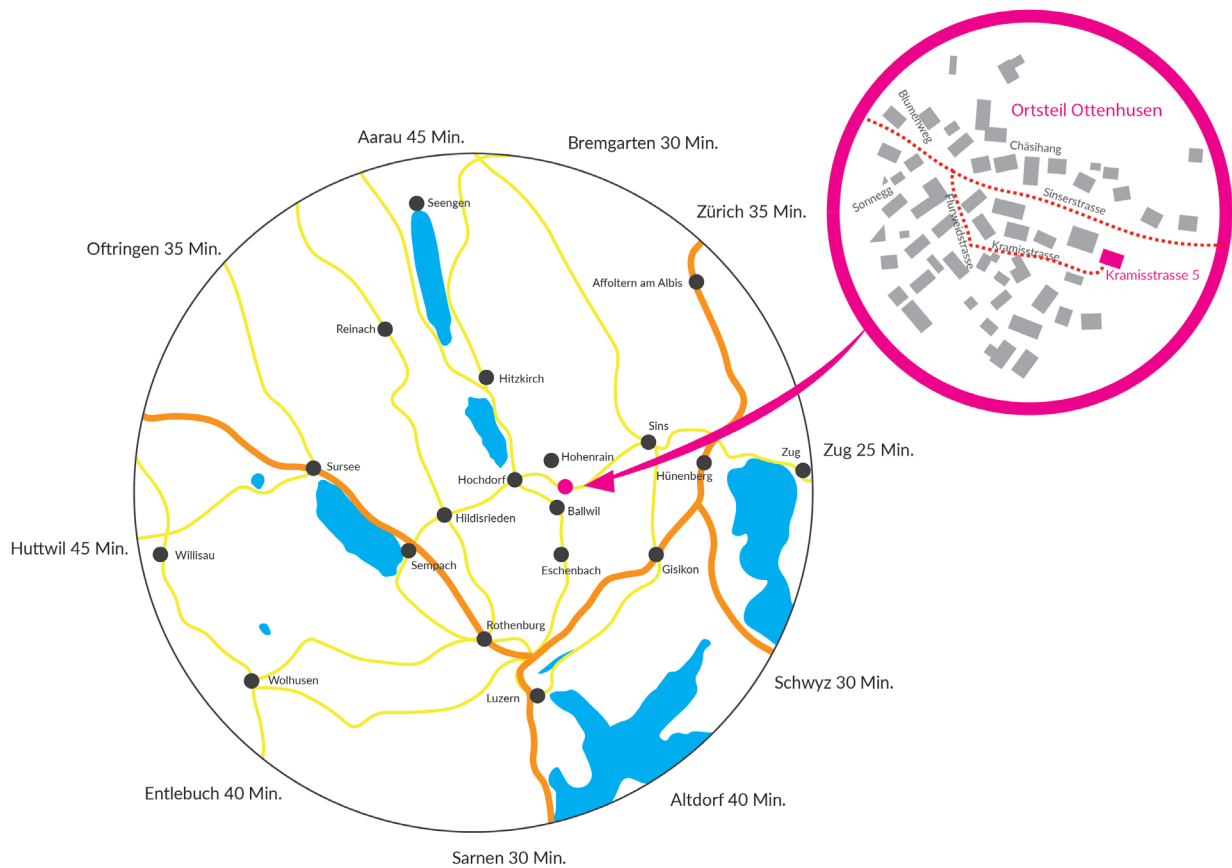 Aarau 45 Min.
Bremgarten 30 Min.
Zürich 35 Min.
Oftringen 35 Min.
Zug 25 Min.
Huttwil 45 Min.
Schwyz 30 Min.
Entlebuch 40 Min.
Altdorf 40 Min.
Sarnen 30 Min.
Seengen
Affoltern am Albis
Reinach
Hitzkirch
Sins
Hohenrain
Zug
Sursee
Hochdorf
Hünenberg
Ballwil
Hildisrieden
Willisau
Sempach
Eschenbach
Gisikon
Rothenburg
Wolhusen
Luzern
Ortsteil Ottenhusen
Blumenweg
Chäsihang
Sonnegg
Sinserstrasse
Flurweidstrasse
Kramisstrasse
Kramisstrasse 5